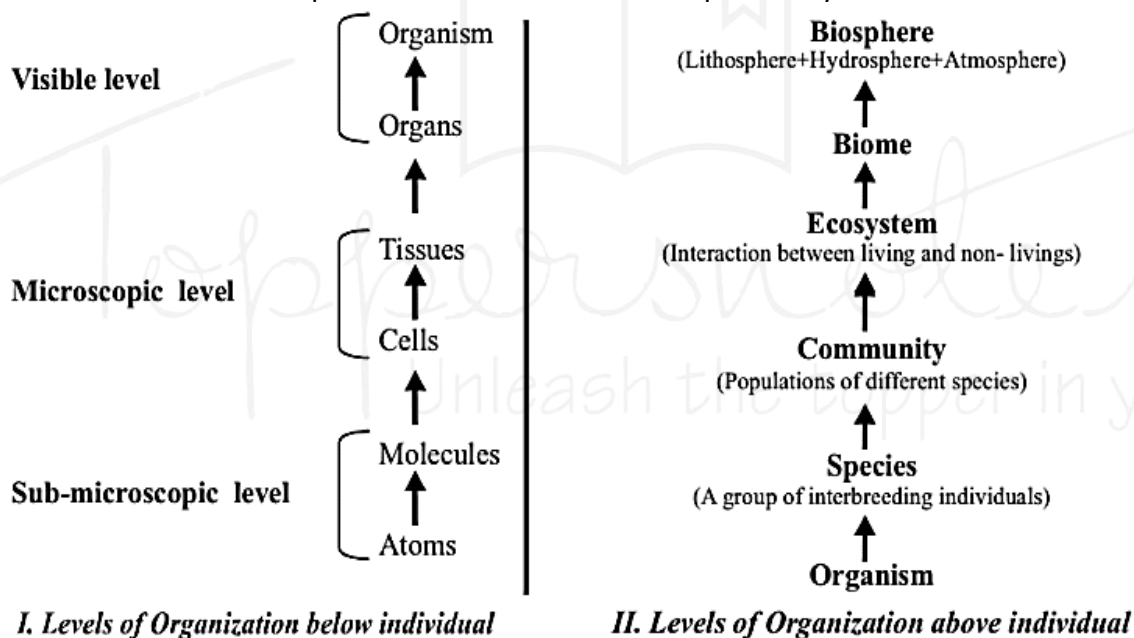 Organism
Visible level
Organs
Tissues
Microscopic level
Cells
Molecules
Sub-microscopic level
Atoms
I. Levels of Organization below individual
Biosphere
(Lithosphere+Hydrosphere+Atmosphere)
Biome
Ecosystem
(Interaction between living and non- livings)
Community
(Populations of different species)
Species
(A group of interbreeding individuals)
Organism
II. Levels of Organization above individual
Toppersnotes
Unleash the topper in y